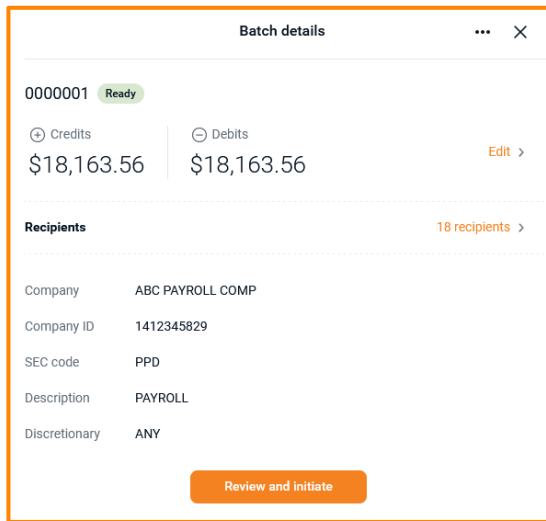 Batch details
0000001 Ready
Credits Debits
$18,163.56 $18,163.56 Edit
Recipients 18 recipients
Company ABC PAYROLL COMP
Company ID 1412345829
SEC code PPD
Description PAYROLL
Discretionary ANY
Review and initiate